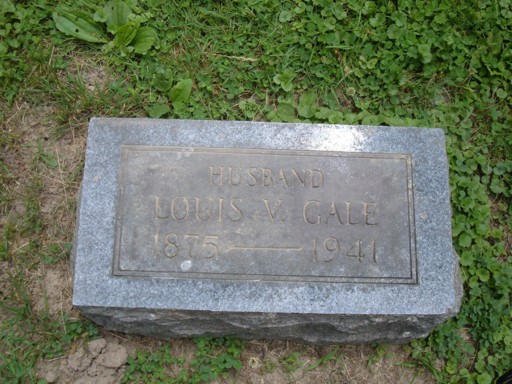 HUSBAND
LOUIS V. GALE
1875 — 1941